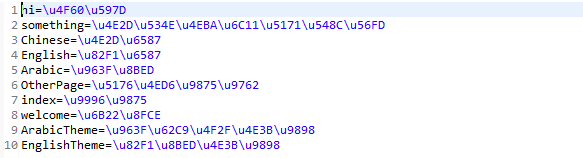 1 hi=\u4F60\u597D
2 something=\u4E2D\u534E\u4EBA\u6C11\u5171\u548C\u56FD
3 Chinese=\u4E2D\u6587
4 English=\u82F1\u6587
5 Arabic=\u963F\u8BED
6 OtherPage=\u5176\u4ED6\u9875\u9762
7 index=\u9996\u9875
8 welcome=\u6B22\u8FCE
9 ArabicTheme=\u963F\u62C9\u4F2F\u4E3B\u9898
10 EnglishTheme=\u82F1\u8BED\u4E3B\u9898